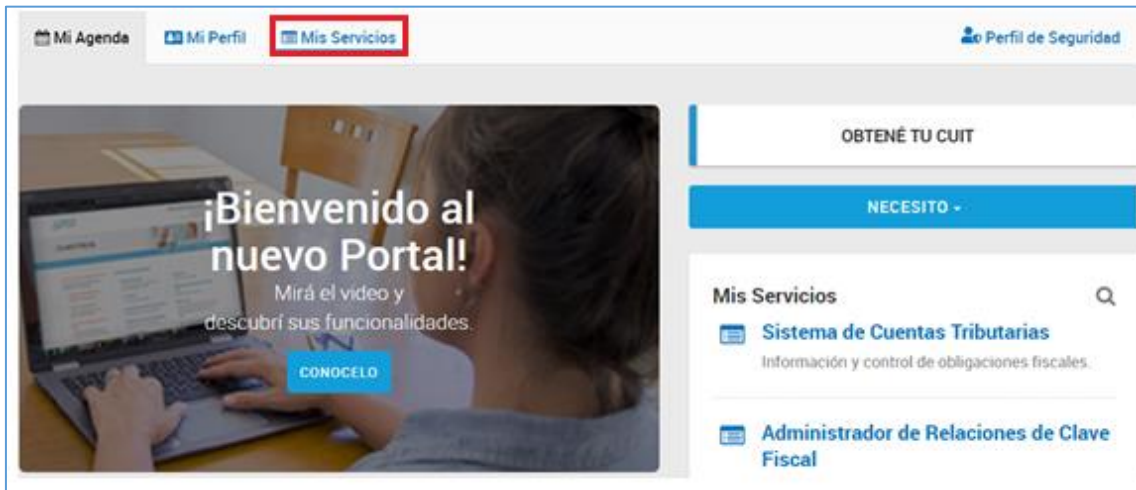 Mi Agenda
Mi Perfil
Mis Servicios
Perfil de Seguridad
¡Bienvenido al
nuevo Portal!
Mirá el video y
descubrí sus funcionalidades.
CONOCELO
OBTENÉ TU CUIT
NECESITO
Mis Servicios
Sistema de Cuentas Tributarias
Información y control de obligaciones fiscales.
Administrador de Relaciones de Clave
Fiscal